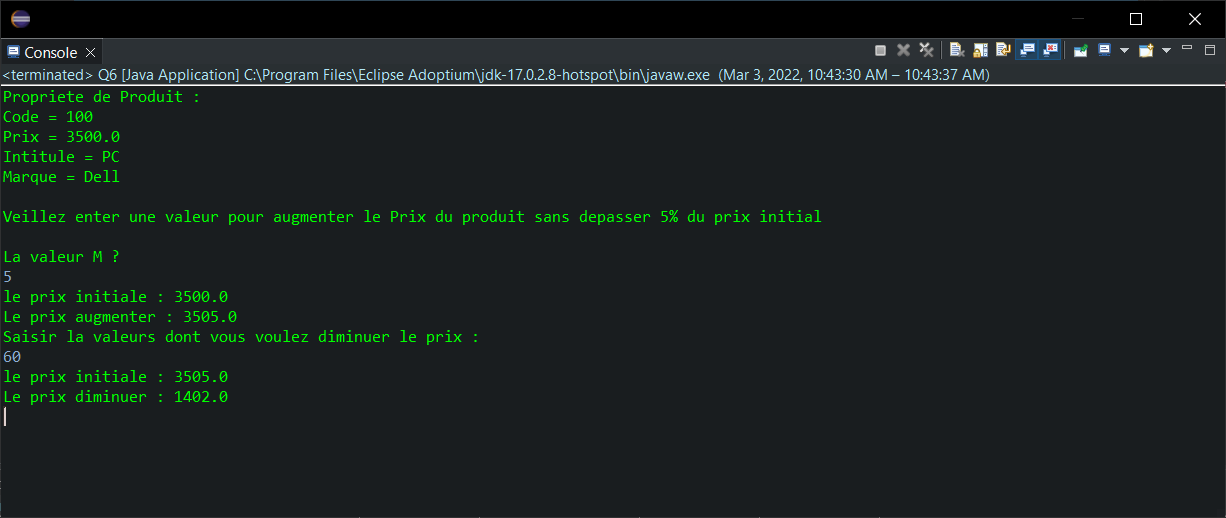 Console
<terminated> Q6 [Java Application] C:\Program Files\Eclipse Adoptium\jdk-17.0.2.8-hotspot\bin\javaw.exe (Mar 3, 2022, 10:43:30 AM – 10:43:37 AM)
Propriete de Produit :
Code = 100
Prix = 3500.0
Intitule = PC
Marque = Dell
Veillez enter une valeur pour augmenter le Prix du produit sans depasser 5% du prix initial
La valeur M ?
5
le prix initiale : 3500.0
Le prix augmenter : 3505.0
Saisir la valeurs dont vous voulez diminuer le prix :
60
le prix initiale : 3505.0
Le prix diminuer : 1402.0